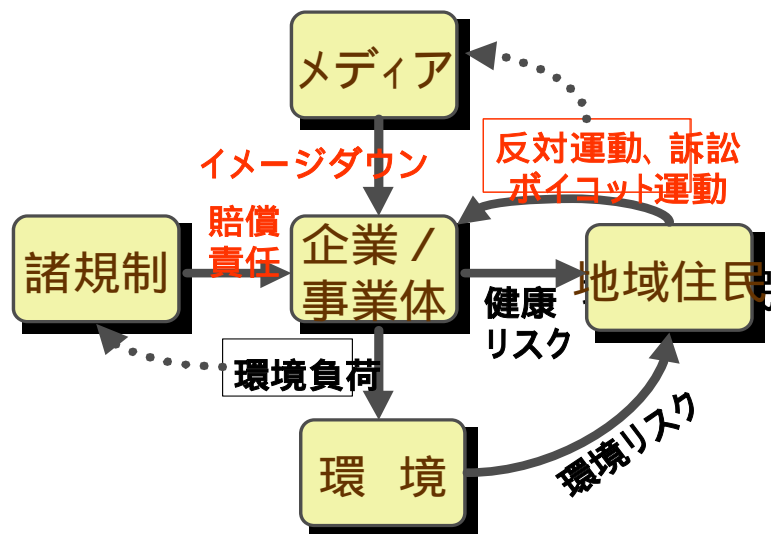 メディア
反対運動、訴訟
ボイコット運動
イメージダウン
賠償
責任
諸規制
企業/
事業体
地域住民
健康
リスク
環境負荷
環 境
環境リスク